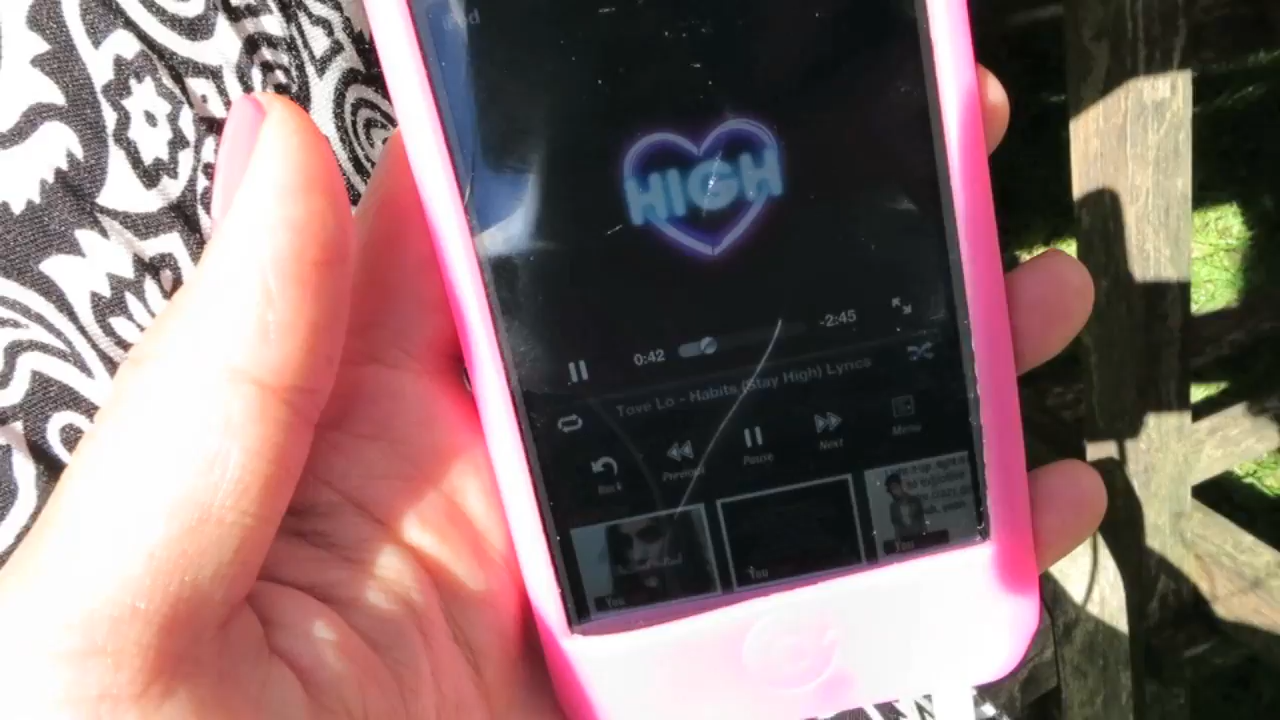 iPod
HIGH
0:42
-2:45
Tove Lo - Habits (Stay High) Lyrics
Back
Previous
Pause
Next
Menu
You
You
You